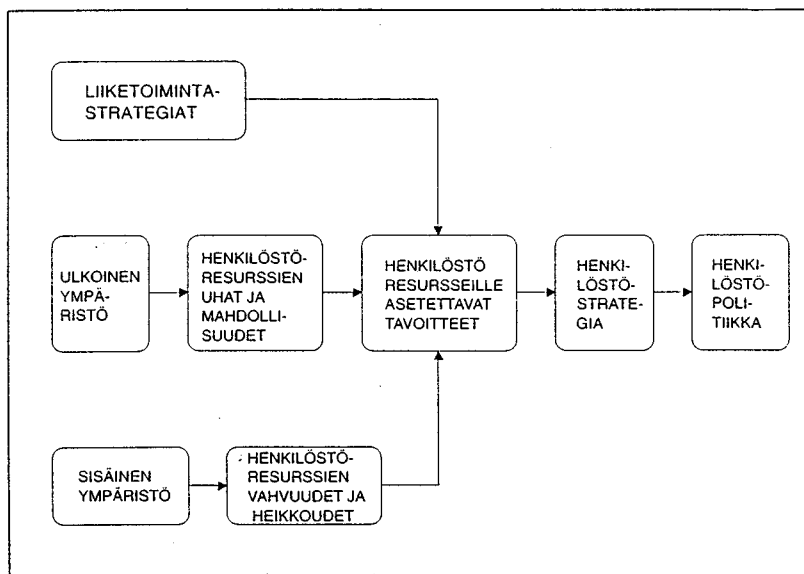 LIIKETOIMINTA-
STRATEGIAT
ULKOINEN
YMPÄ-
RISTÖ
HENKILÖSTÖ-
RESURSSIEN
UHAT JA
MAHDOLLI-
SUUDET
HENKILÖSTÖ
RESURSSEILLE
ASETETTAVAT
TAVOITTEET
HENKI-
LÖSTÖ-
STRATE-
GIA
HENKI-
LÖSTÖ-
POLI-
TIIKKA
SISÄINEN
YMPÄRISTÖ
HENKILÖSTÖ-
RESURSSIEN
VAHVUUDET JA
HEIKKOUDET